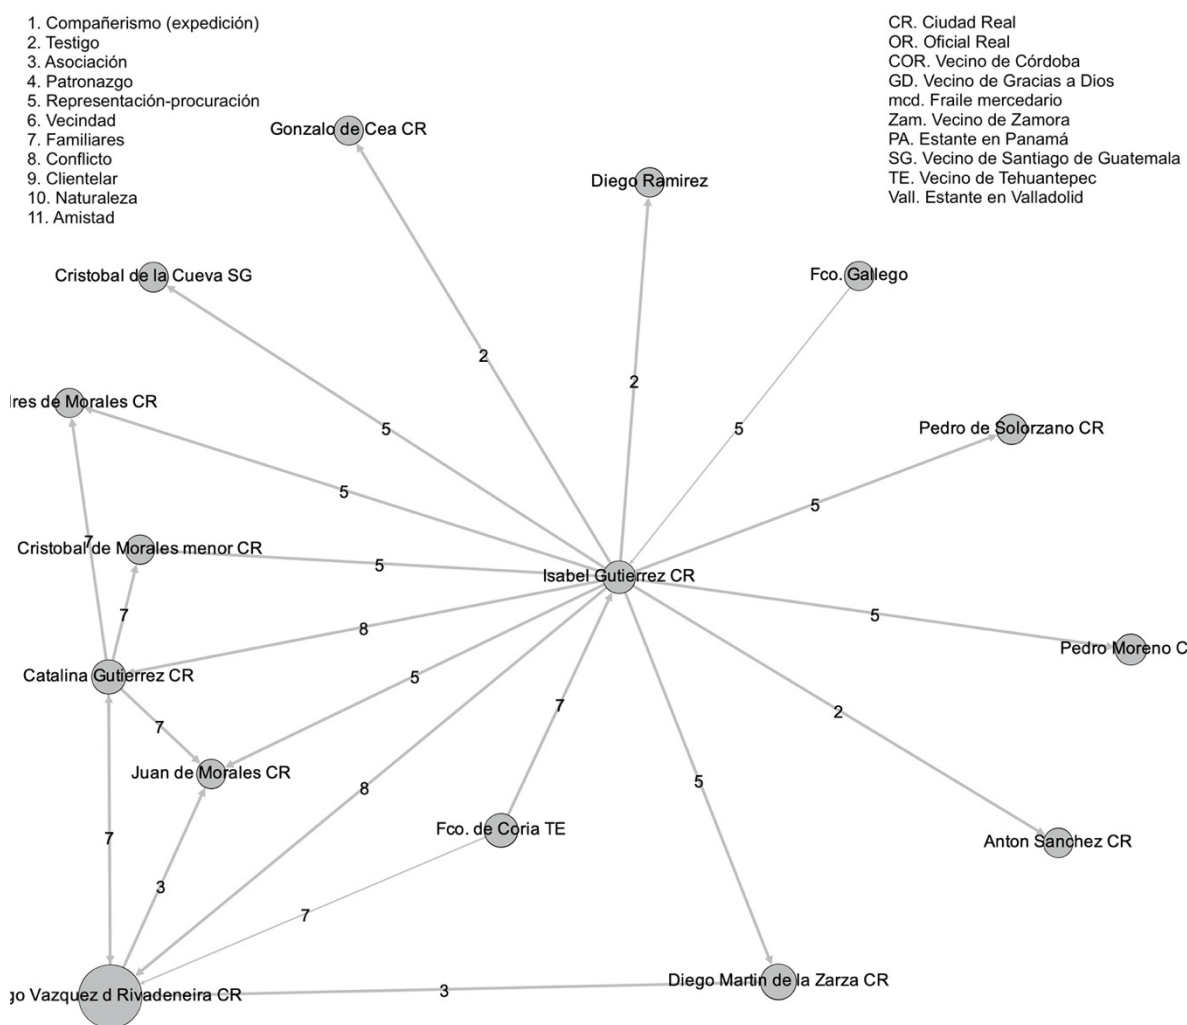 1. Compañerismo (expedición)
2. Testigo
3. Asociación
4. Patronazgo
5. Representación-procuración
6. Vecindad
7. Familiares
8. Conflicto
9. Clientelar
10. Naturaleza
11. Amistad
CR. Ciudad Real
OR. Oficial Real
COR. Vecino de Córdoba
GD. Vecino de Gracias a Dios
mcd. Fraile mercedario
Zam. Vecino de Zamora
PA. Estante en Panamá
SG. Vecino de Santiago de Guatemala
TE. Vecino de Tehuantepec
Vall. Estante en Valladolid
Gonzalo de Cea CR
Diego Ramirez
Cristobal de la Cueva SG
Fco. Gallego
2
2
dres de Morales CR
5
5
Pedro de Solorzano CR
5
5
7
Cristobal de Morales menor CR
5
Isabel Gutierrez CR
7
8
5
Pedro Moreno C
Catalina Gutierrez CR
5
7
7
2
Juan de Morales CR
8
5
7
Fco. de Coria TE
Anton Sanchez CR
3
7
Diego Martin de la Zarza CR
go Vazquez d Rivadeneira CR
3